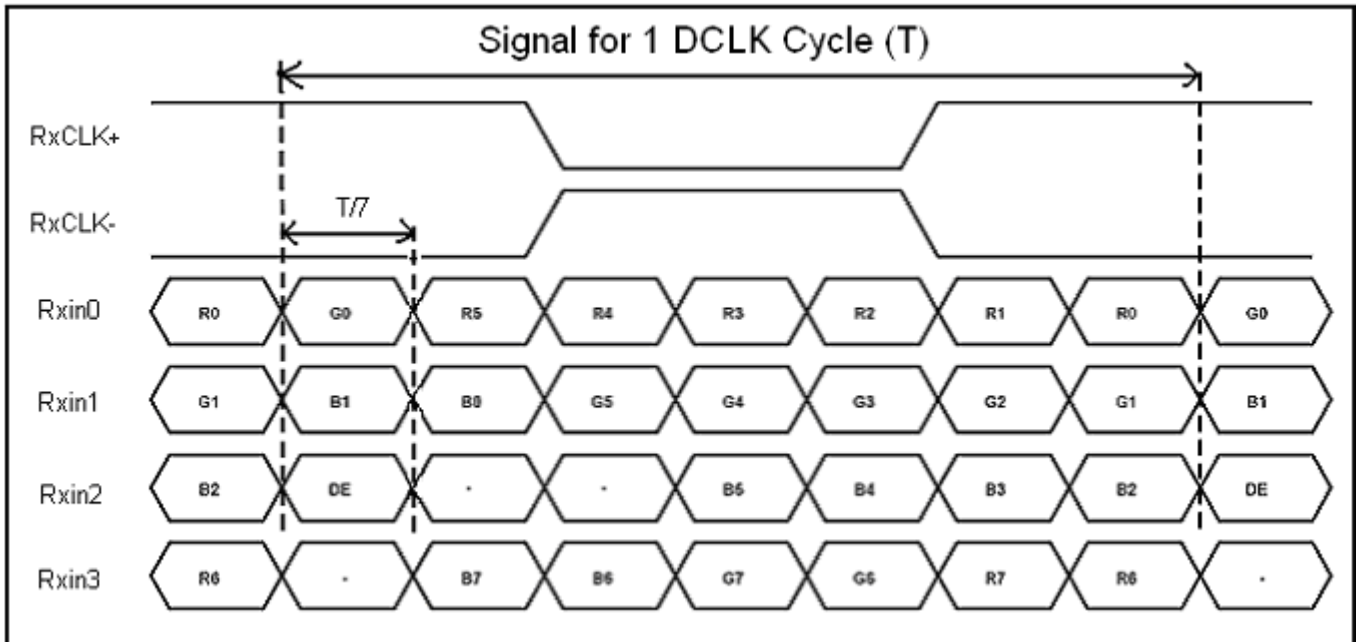 Signal for 1 DCLK Cycle (T)
RxCLK+
RxCLK-
T/7
Rxin0 R0 G0 R5 R4 R3 R2 R1 R0 G0
Rxin1 G1 B1 B0 G5 G4 G3 G2 G1 B1
Rxin2 B2 DE - - B5 B4 B3 B2 DE
Rxin3 R6 - B7 B6 G7 G6 R7 R6 -